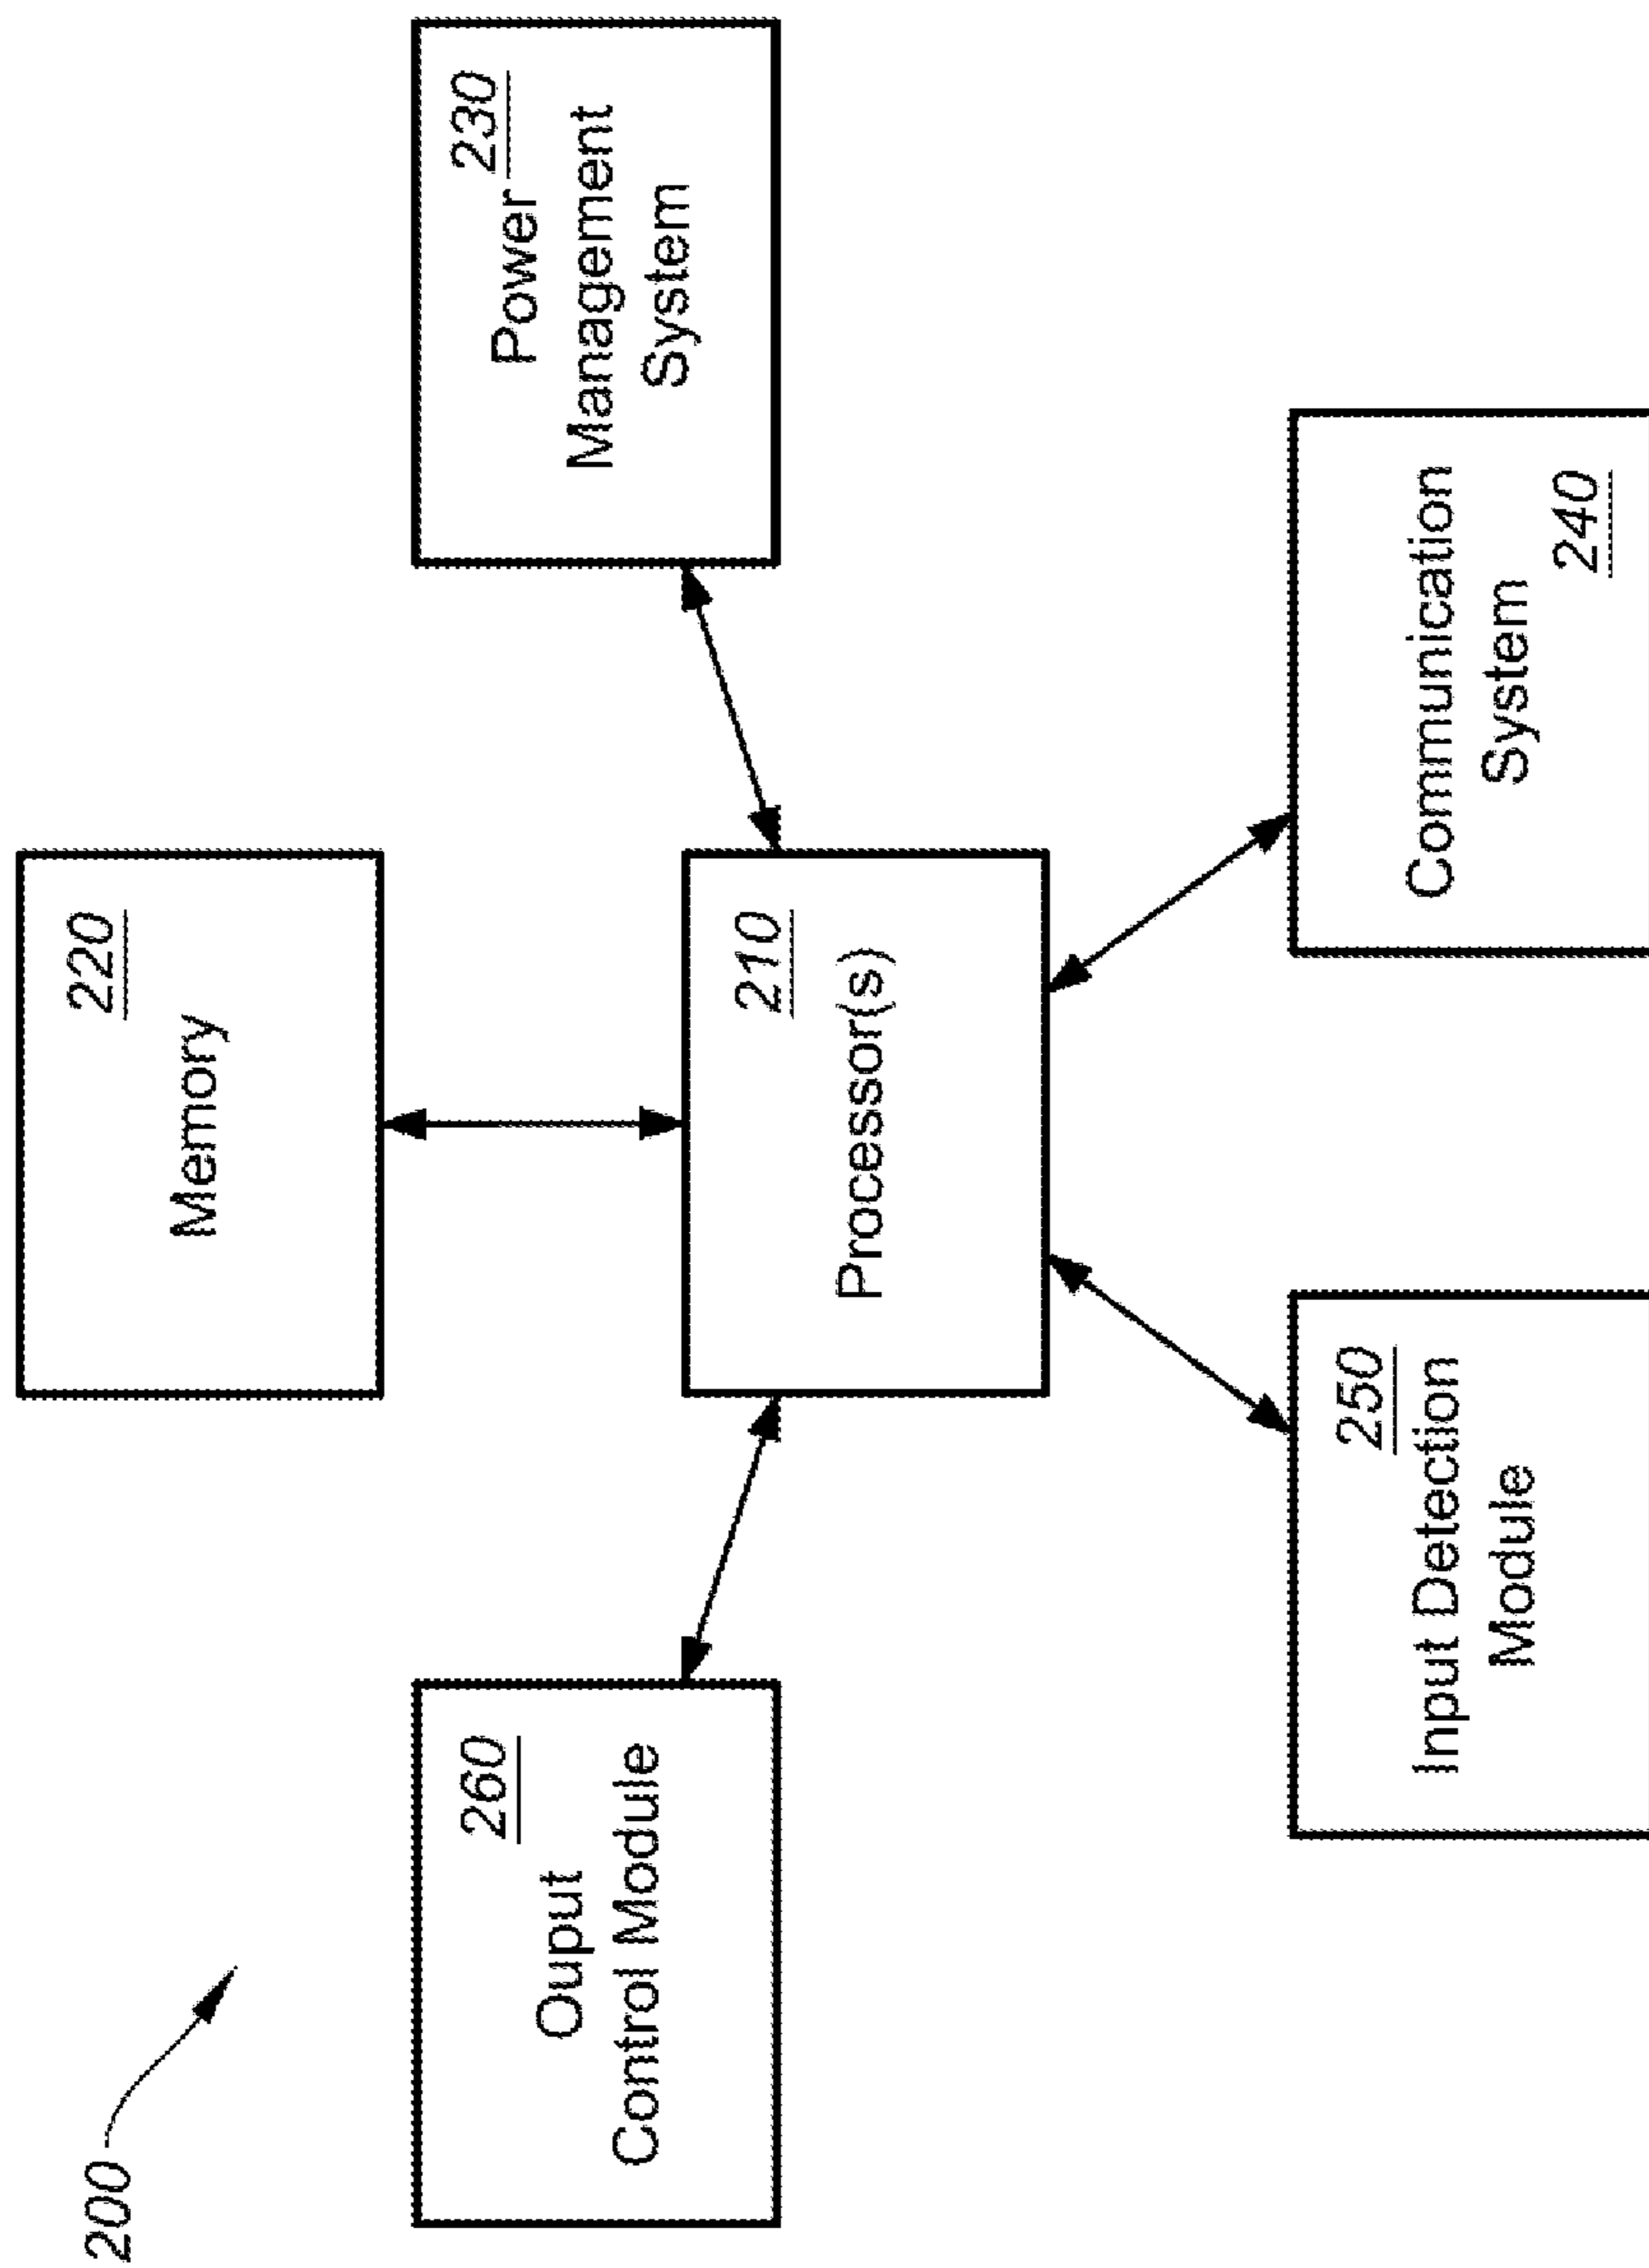 200
220
Memory
260
Ouput
Control Module
230
Power
Management
System
210
Processor(s)
250
Input Detection
Module
Communication
System
240